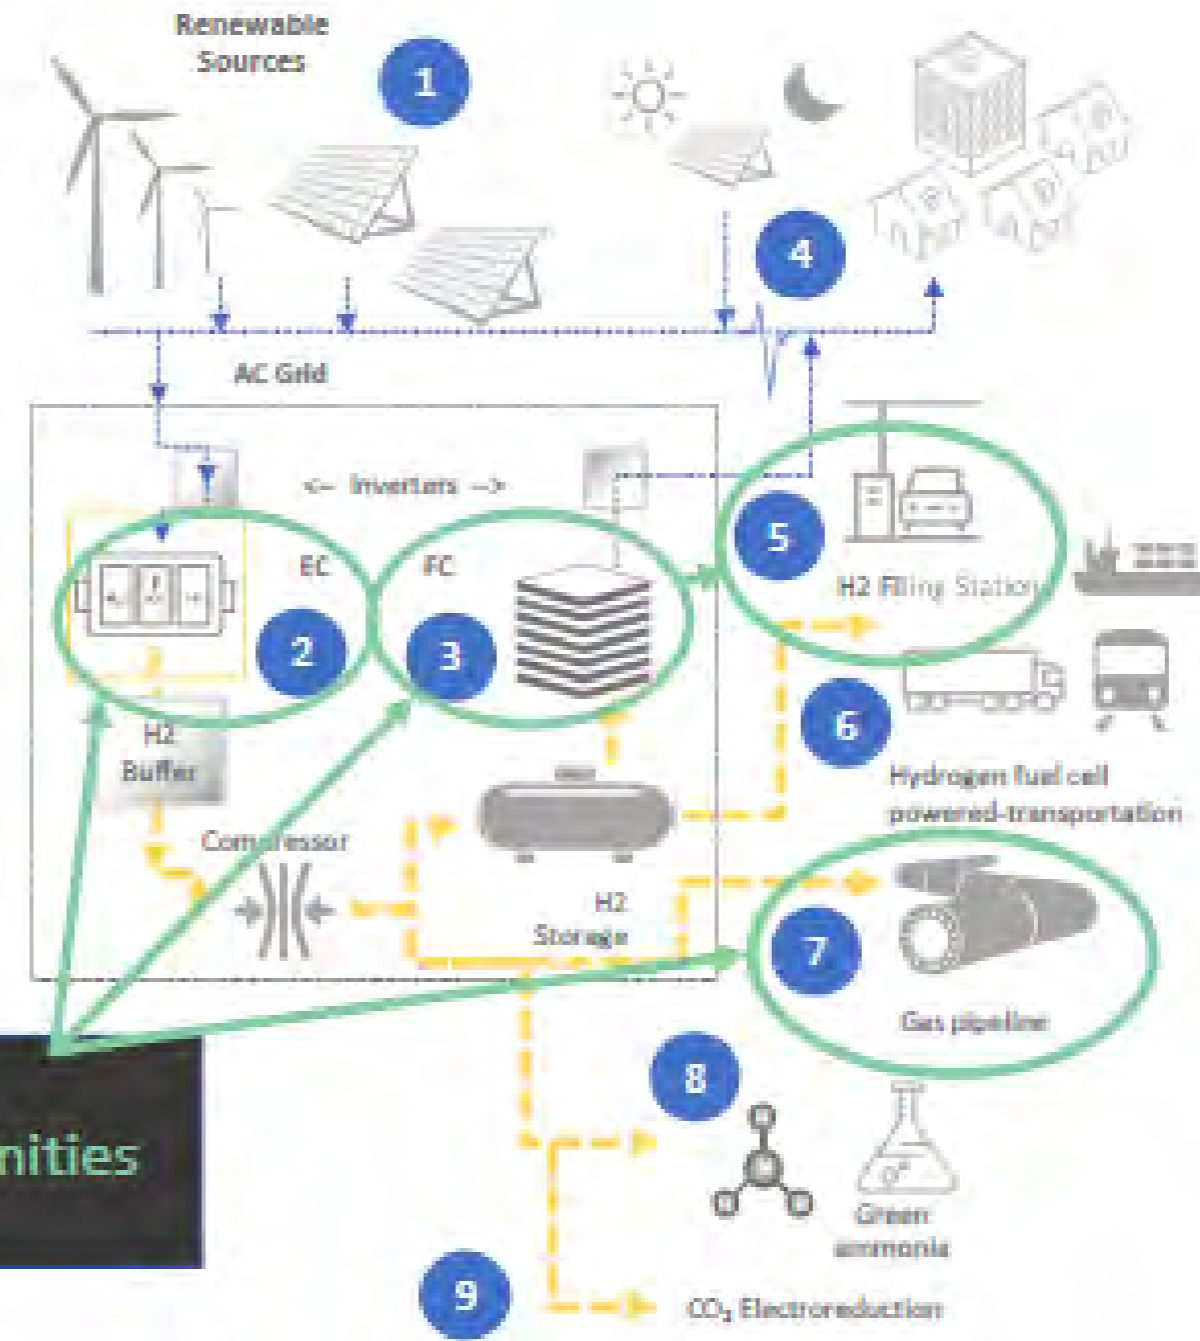 Renewable
Sources
1
4
AC Grid
<-- Inverters -->
EC
FC
2
3
5
H2 Filling Station
6
H2
Buffer
Hydrogen fuel cell
powered-transportation
Compressor
H2
Storage
7
Gas pipeline
8
nities
Green
ammonia
9
CO₂ Electroreduction